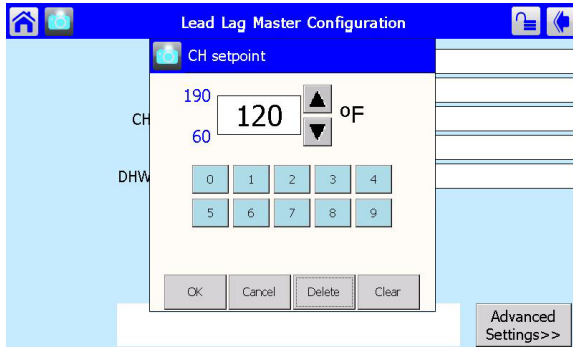 Lead Lag Master Configuration
CH setpoint
190
120 ºF
60
CH
DHW
0 1 2 3 4
5 6 7 8 9
OK Cancel Delete Clear
Advanced
Settings>>